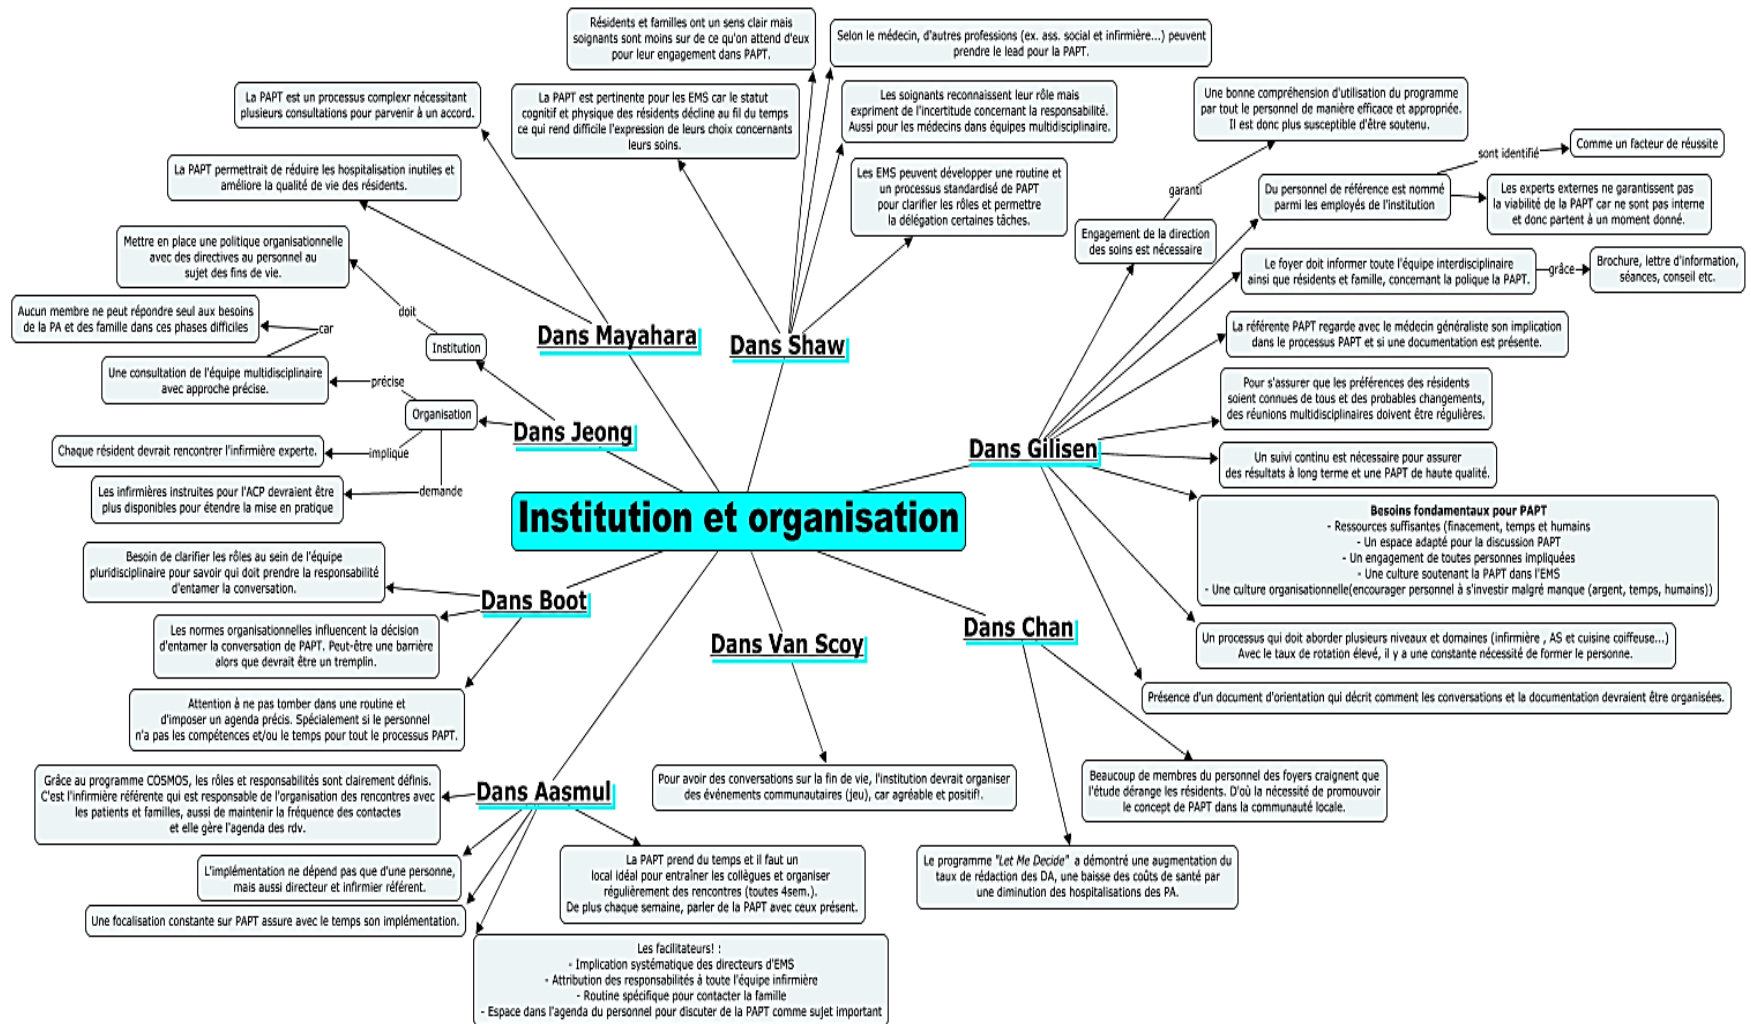 Résidents et familles ont un sens clair mais
soignants sont moins sur de ce qu'on attend d'eux
pour leur engagement dans PAPT.
Selon le médecin, d'autres professions (ex. ass. social et infirmière...) peuvent
prendre le lead pour la PAPT.
La PAPT est un processus complexr nécessitant
plusieurs consultations pour parvenir à un accord.
La PAPT est pertinente pour les EMS car le statut
cognitif et physique des résidents décline au fil du temps
ce qui rend difficile l'expression de leurs choix concernants
leurs soins.
Les soignants reconnaissent leur rôle mais
expriment de l'incertitude concernant la responsabilité.
Aussi pour les médecins dans équipes multidisciplinaire.
Une bonne compréhension d'utilisation du programme
par tout le personnel de manière efficace et appropriée.
Il est donc plus susceptible d'être soutenu.
sont identifié
Comme un facteur de réussite
La PAPT permettrait de réduire les hospitalisation inutiles et
améliore la qualité de vie des résidents.
Les EMS peuvent développer une routine et
un processus standardisé de PAPT
pour clarifier les rôles et permettre
la délégation certaines tâches.
garanti
Du personnel de référence est nommé
parmi les employés de l'institution
Les experts externes ne garantissent pas
la viabilité de la PAPT car ne sont pas interne
et donc partent à un moment donné.
Mettre en place une politique organisationnelle
avec des directives au personnel au
sujet des fins de vie.
Engagement de la direction
des soins est nécessaire
Le foyer doit informer toute l'équipe interdisciplinaire
ainsi que résidents et famille, concernant la polique la PAPT.
grâce
Brochure, lettre d'information,
séances, conseil etc.
Aucun membre ne peut répondre seul aux besoins
de la PA et des famille dans ces phases difficiles
car
doit
Institution
Dans Mayahara
Dans Shaw
La référente PAPT regarde avec le médecin généraliste son implication
dans le processus PAPT et si une documentation est présente.
Une consultation de l'équipe multidisciplinaire
avec approche précise.
précise
Organisation
Dans Jeong
Pour s'assurer que les préférences des résidents
soient connues de tous et des probables changements,
des réunions multidisciplinaires doivent être régulières.
Chaque résident devrait rencontrer l'infirmière experte.
implique
Dans Gilisen
Un suivi continu est nécessaire pour assurer
des résultats à long terme et une PAPT de haute qualité.
Les infirmières instruites pour l'ACP devraient être
plus disponibles pour étendre la mise en pratique
demande
Institution et organisation
Besoins fondamentaux pour PAPT
- Ressources suffisantes (finacement, temps et humains
- Un espace adapté pour la discussion PAPT
- Un engagement de toutes personnes impliquées
- Une culture soutenant la PAPT dans l'EMS
- Une culture organisationnelle(encourager personnel à s'investir malgré manque (argent, temps, humains))
Besoin de clarifier les rôles au sein de l'équipe
pluridisciplinaire pour savoir qui doit prendre la responsabilité
d'entamer la conversation.
Dans Boot
Les normes organisationnelles influencent la décision
d'entamer la conversation de PAPT. Peut-être une barrière
alors que devrait être un tremplin.
Dans Van Scoy
Dans Chan
Un processus qui doit aborder plusieurs niveaux et domaines (infirmière , AS et cuisine coiffeuse...)
Avec le taux de rotation élevé, il y a une constante nécessité de former le personne.
Attention à ne pas tomber dans une routine et
d'imposer un agenda précis. Spécialement si le personnel
n'a pas les compétences et/ou le temps pour tout le processus PAPT.
Présence d'un document d'orientation qui décrit comment les conversations et la documentation devraient être organisées.
Grâce au programme COSMOS, les rôles et responsabilités sont clairement définis.
C'est l'infirmière référente qui est responsable de l'organisation des rencontres avec
les patients et familles, aussi de maintenir la fréquence des contactes
et elle gère l'agenda des rdv.
Dans Aasmul
Pour avoir des conversations sur la fin de vie, l'institution devrait organiser
des événements communautaires (jeu), car agréable et positif!.
Beaucoup de membres du personnel des foyers craignent que
l'étude dérange les résidents. D'où la nécessité de promouvoir
le concept de PAPT dans la communauté locale.
L'implémentation ne dépend pas que d'une personne,
mais aussi directeur et infirmier référent.
La PAPT prend du temps et il faut un
local idéal pour entraîner les collègues et organiser
régulièrement des rencontres (toutes 4sem.).
De plus chaque semaine, parler de la PAPT avec ceux présent.
Le programme "Let Me Decide" a démontré une augmentation du
taux de rédaction des DA, une baisse des coûts de santé par
une diminution des hospitalisations des PA.
Une focalisation constante sur PAPT assure avec le temps son implémentation.
Les facilitateurs! :
- Implication systématique des directeurs d'EMS
- Attribution des responsabilités à toute l'équipe infirmière
- Routine spécifique pour contacter la famille
- Espace dans l'agenda du personnel pour discuter de la PAPT comme sujet important